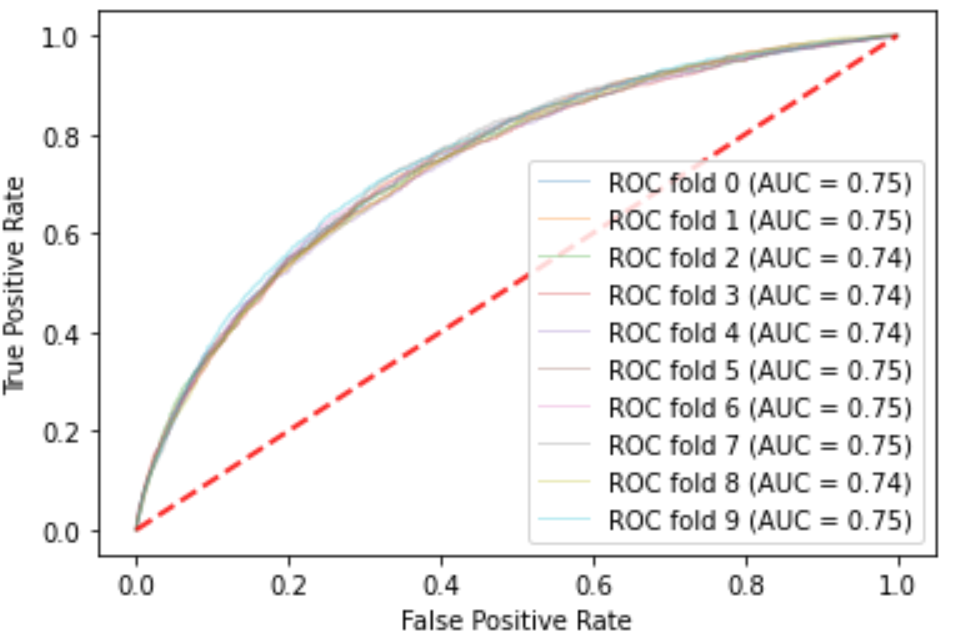 1.0
0.8
0.6
0.4
0.2
0.0
True Positive Rate
ROC fold 0 (AUC = 0.75)
ROC fold 1 (AUC = 0.75)
ROC fold 2 (AUC = 0.74)
ROC fold 3 (AUC = 0.74)
ROC fold 4 (AUC = 0.74)
ROC fold 5 (AUC = 0.75)
ROC fold 6 (AUC = 0.75)
ROC fold 7 (AUC = 0.75)
ROC fold 8 (AUC = 0.74)
ROC fold 9 (AUC = 0.75)
0.0 0.2 0.4 0.6 0.8 1.0
False Positive Rate